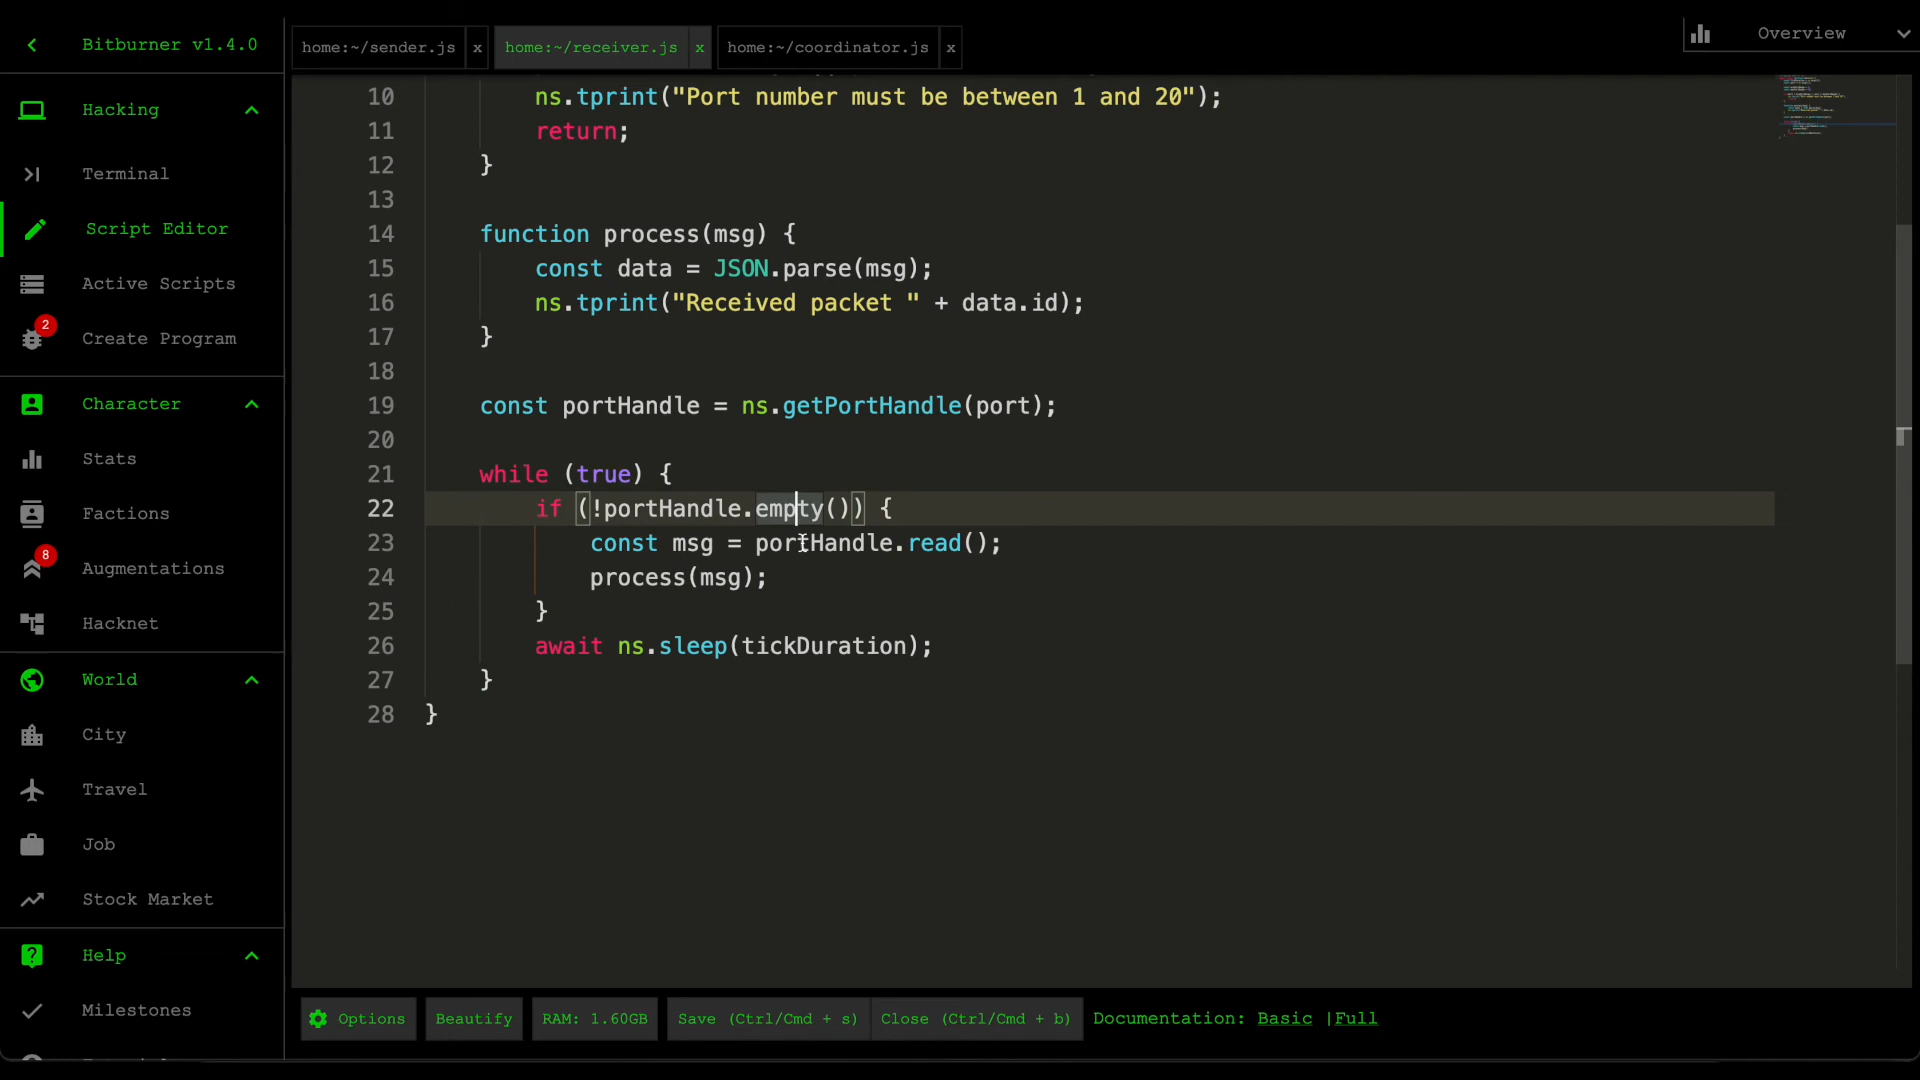 Bitburner v1.4.0
home:~/sender.js x
home:~/receiver.js x
home:~/coordinator.js x
Overview
Hacking
Terminal
Script Editor
Active Scripts
2
Create Program
Character
Stats
Factions
8
Augmentations
Hacknet
World
City
Travel
Job
Stock Market
Help
Milestones
10 ns.tprint("Port number must be between 1 and 20");
11 return;
12 }
13
14 function process(msg) {
15 const data = JSON.parse(msg);
16 ns.tprint("Received packet " + data.id);
17 }
18
19 const portHandle = ns.getPortHandle(port);
20
21 while (true) {
22 if (!portHandle.empty()) {
23 const msg = portHandle.read();
24 process(msg);
25 }
26 await ns.sleep(tickDuration);
27 }
28 }
Options
Beautify
RAM: 1.60GB
Save (Ctrl/Cmd + s)
Close (Ctrl/Cmd + b)
Documentation: Basic |Full